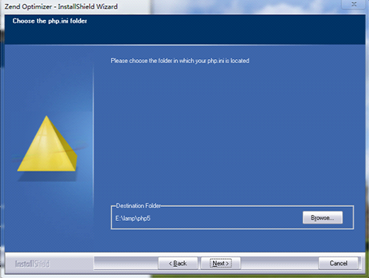 Zend Optimizer - InstallShield Wizard
Choose the php.ini folder
Please choose the folder in which your php.ini is located
Destination Folder
E:\lamp\php5
Browse...
InstallShield
< Back
Next >
Cancel